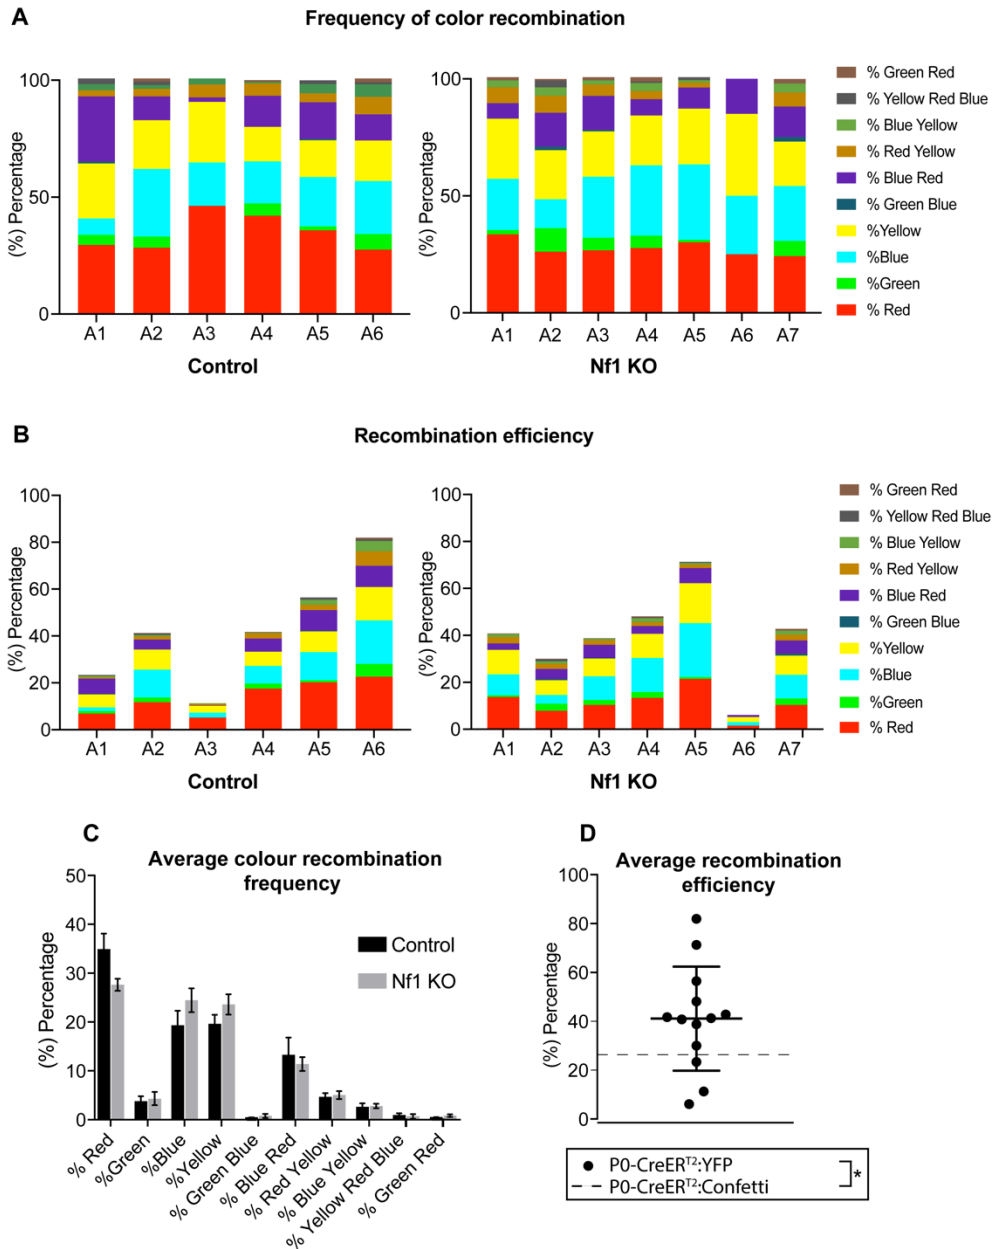 A
Frequency of color recombination
(%) Percentage
100
50
0
A1 A2 A3 A4 A5 A6
Control
(%) Percentage
100
50
0
A1 A2 A3 A4 A5 A6 A7
Nf1 KO
% Green Red
% Yellow Red Blue
% Blue Yellow
% Red Yellow
% Blue Red
% Green Blue
%Yellow
%Blue
%Green
% Red
B
Recombination efficiency
(%) Percentage
100
80
60
40
20
0
A1 A2 A3 A4 A5 A6
Control
(%) Percentage
100
80
60
40
20
0
A1 A2 A3 A4 A5 A6 A7
Nf1 KO
% Green Red
% Yellow Red Blue
% Blue Yellow
% Red Yellow
% Blue Red
% Green Blue
%Yellow
%Blue
%Green
% Red
C
Average colour recombination
frequency
(%) Percentage
50
40
30
20
10
0
Control
Nf1 KO
% Red
%Green
%Blue
%Yellow
% Green Blue
% Blue Red
% Red Yellow
% Blue Yellow
% Yellow Red Blue
% Green Red
D
Average recombination
efficiency
(%) Percentage
100
80
60
40
20
0
P0-CreERT2:YFP
P0-CreERT2:Confetti
*